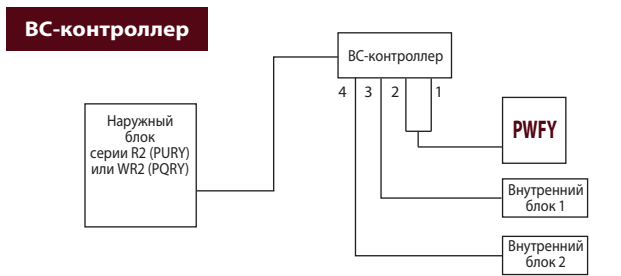 ВС-контроллер
ВС-контроллер
4 3 2 1
Наружный
блок
серии R2 (PURY)
или WR2 (PQRY)
PWFY
Внутренний
блок 1
Внутренний
блок 2